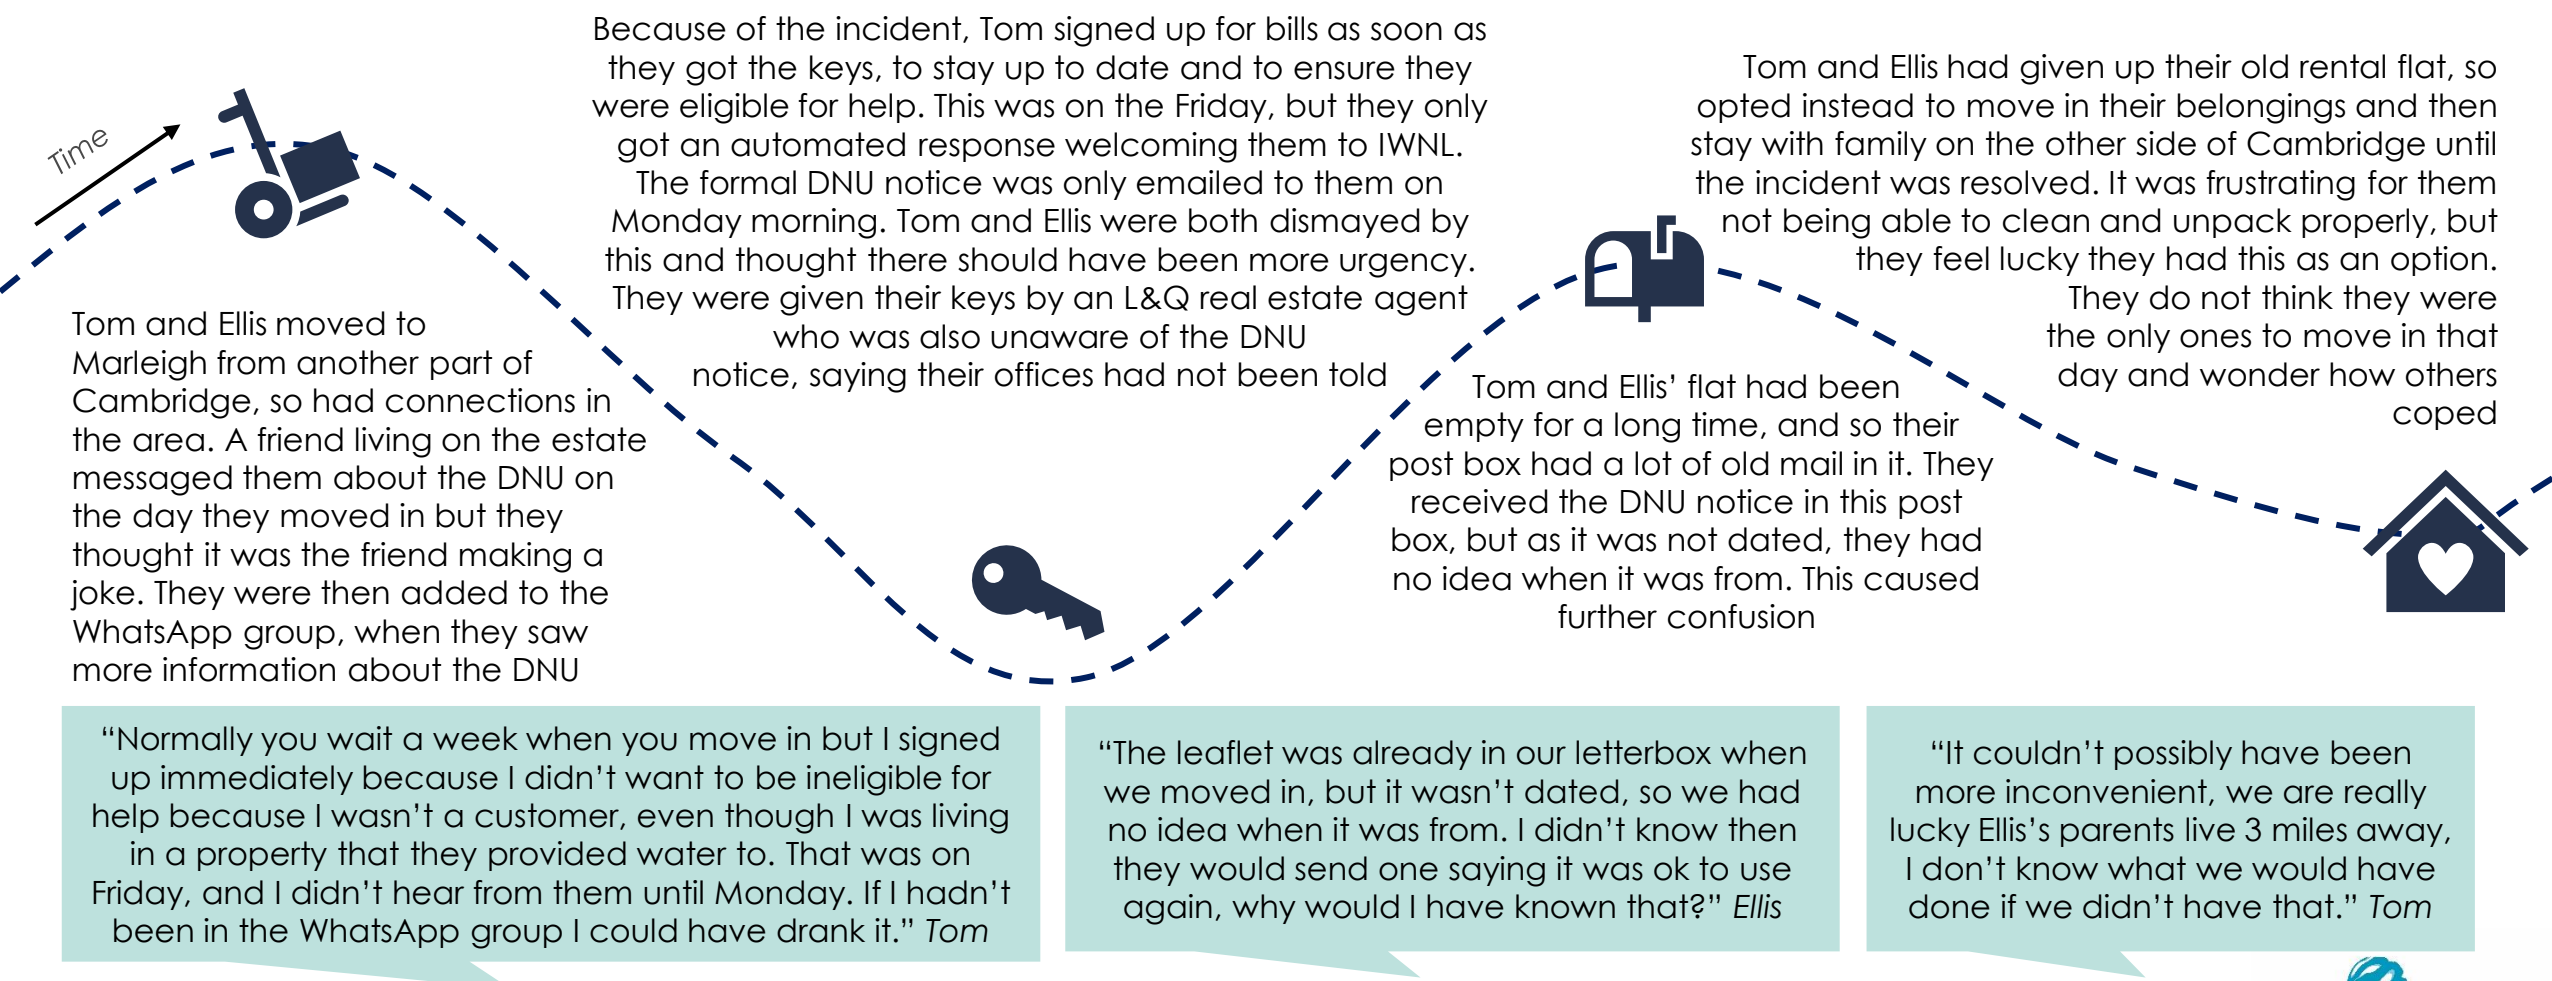 Time
Tom and Ellis moved to
Marleigh from another part of
Cambridge, so had connections in
the area. A friend living on the estate
messaged them about the DNU on
the day they moved in but they
thought it was the friend making a
joke. They were then added to the
WhatsApp group, when they saw
more information about the DNU
Because of the incident, Tom signed up for bills as soon as
they got the keys, to stay up to date and to ensure they
were eligible for help. This was on the Friday, but they only
got an automated response welcoming them to IWNL.
The formal DNU notice was only emailed to them on
Monday morning. Tom and Ellis were both dismayed by
this and thought there should have been more urgency.
They were given their keys by an L&Q real estate agent
who was also unaware of the DNU
notice, saying their offices had not been told
Tom and Ellis’ flat had been
empty for a long time, and so their
post box had a lot of old mail in it. They
received the DNU notice in this post
box, but as it was not dated, they had
no idea when it was from. This caused
further confusion
Tom and Ellis had given up their old rental flat, so
opted instead to move in their belongings and then
stay with family on the other side of Cambridge until
the incident was resolved. It was frustrating for them
not being able to clean and unpack properly, but
they feel lucky they had this as an option.
They do not think they were
the only ones to move in that
day and wonder how others
coped
“Normally you wait a week when you move in but I signed
up immediately because I didn’t want to be ineligible for
help because I wasn’t a customer, even though I was living
in a property that they provided water to. That was on
Friday, and I didn’t hear from them until Monday. If I hadn’t
been in the WhatsApp group I could have drank it.” Tom
“The leaflet was already in our letterbox when
we moved in, but it wasn’t dated, so we had
no idea when it was from. I didn’t know then
they would send one saying it was ok to use
again, why would I have known that?” Ellis
“It couldn’t possibly have been
more inconvenient, we are really
lucky Ellis’s parents live 3 miles away,
I don’t know what we would have
done if we didn’t have that.” Tom